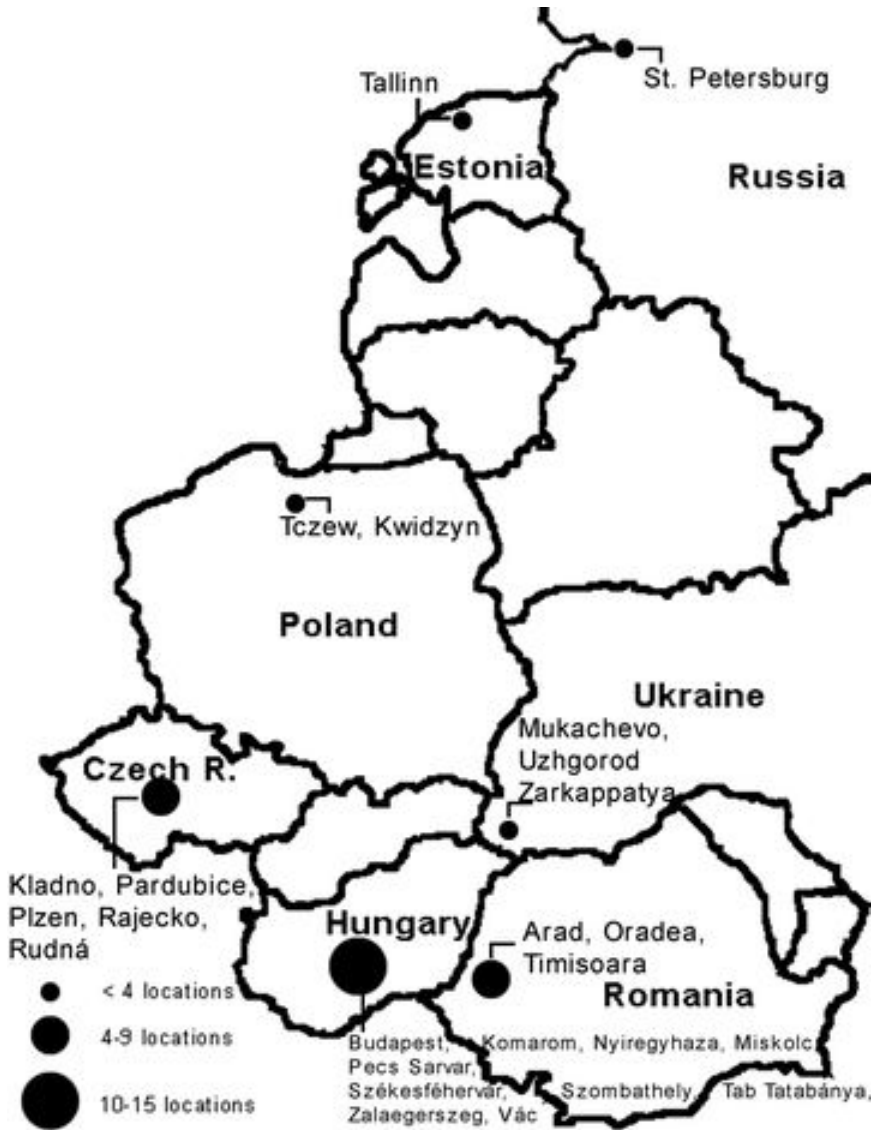 St. Petersburg
Tallinn
Estonia
Russia
Tczew, Kwidzyn
Poland
Ukraine
Mukachevo,
Uzhgorod
Zarkappatya
Czech R.
Kladno, Pardubice,
Plzen, Rajecko,
Rudná
Hungary
Arad, Oradea,
Timisoara
Romania
< 4 locations
4-9 locations
10-15 locations
Budapest, Komarom, Nyiregyhaza, Miskolc,
Pecs Sarvar,
Székesféhervár, Szombathely, Tab Tatabánya,
Zalaegerszeg, Vác